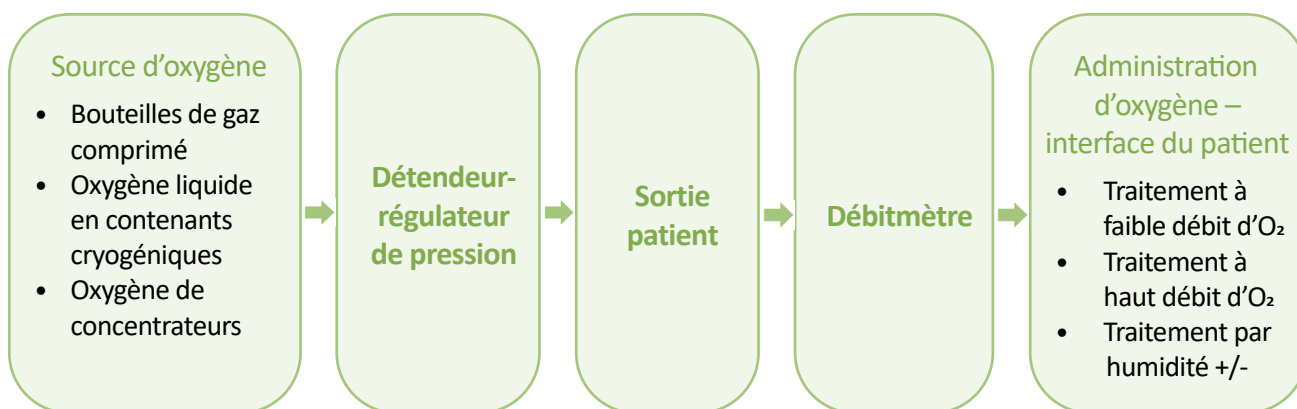 Source d’oxygène
• Bouteilles de gaz
comprimé
• Oxygène liquide
en contenants
cryogéniques
• Oxygène de
concentrateurs
Détendeur-
régulateur
de pression
Sortie
patient
Débitmètre
Administration
d’oxygène –
interface du patient
• Traitement à
faible débit d’O₂
• Traitement à
haut débit d’O₂
• Traitement par
humidité +/-